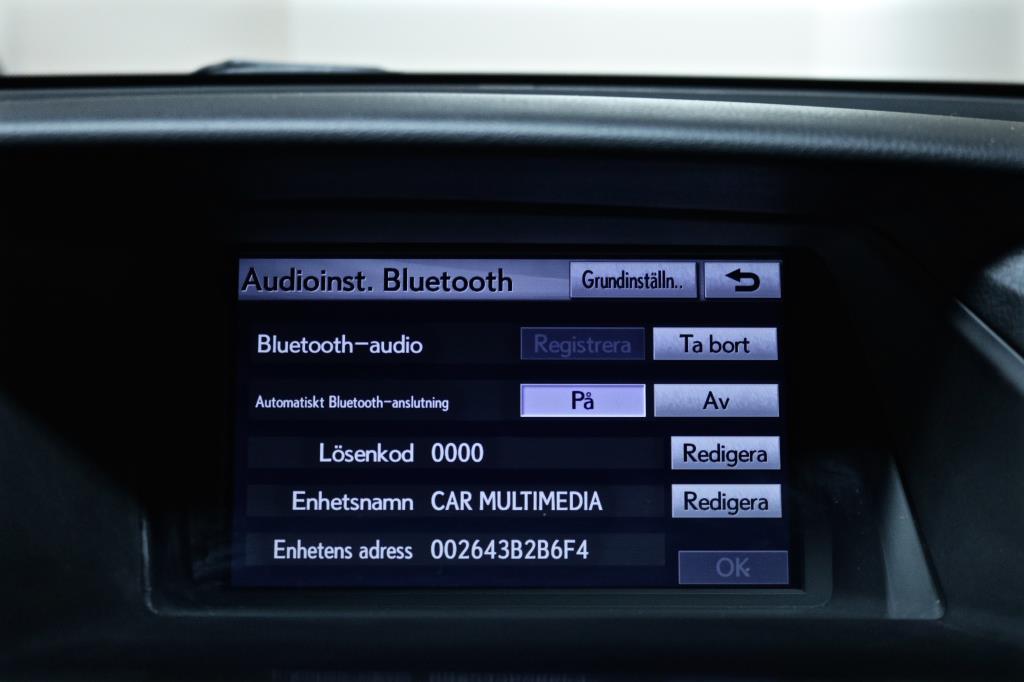 Audioinst. Bluetooth Grundinställn..
Bluetooth-audio Registrera Ta bort
Automatiskt Bluetooth-anslutning På Av
Lösenkod 0000 Redigera
Enhetsnamn CAR MULTIMEDIA Redigera
Enhetens adress 002643B2B6F4
OK